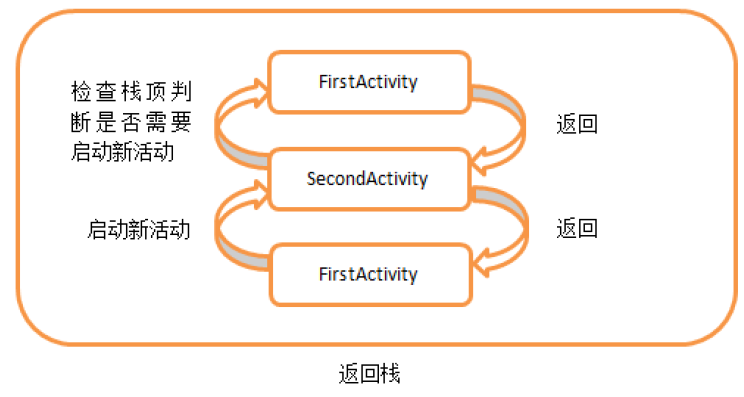 FirstActivity
检查栈顶判
断是否需要
启动新活动
返回
SecondActivity
启动新活动
返回
FirstActivity
返回栈